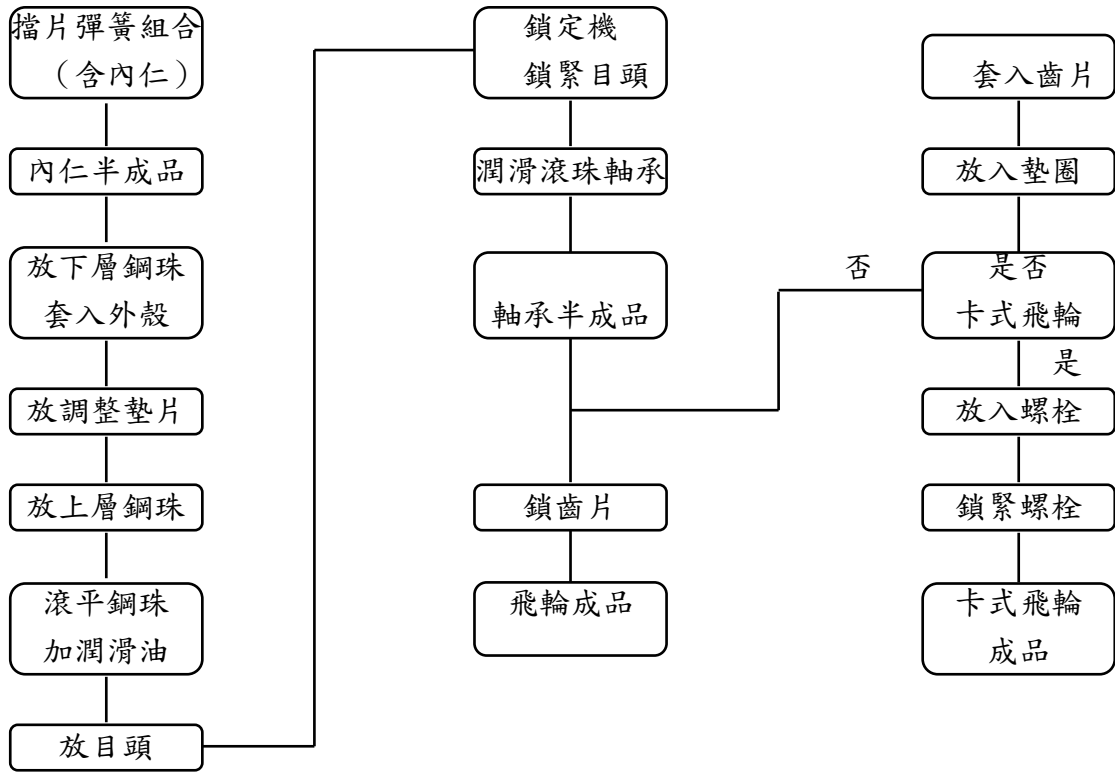 擋片彈簧組合
（含內仁）
內仁半成品
放下層鋼珠
套入外殼
放調整墊片
放上層鋼珠
滾平鋼珠
加潤滑油
放目頭
鎖定機
鎖緊目頭
潤滑滾珠軸承
軸承半成品
鎖齒片
飛輪成品
套入齒片
放入墊圈
否
是否
卡式飛輪
是
放入螺栓
鎖緊螺栓
卡式飛輪
成品